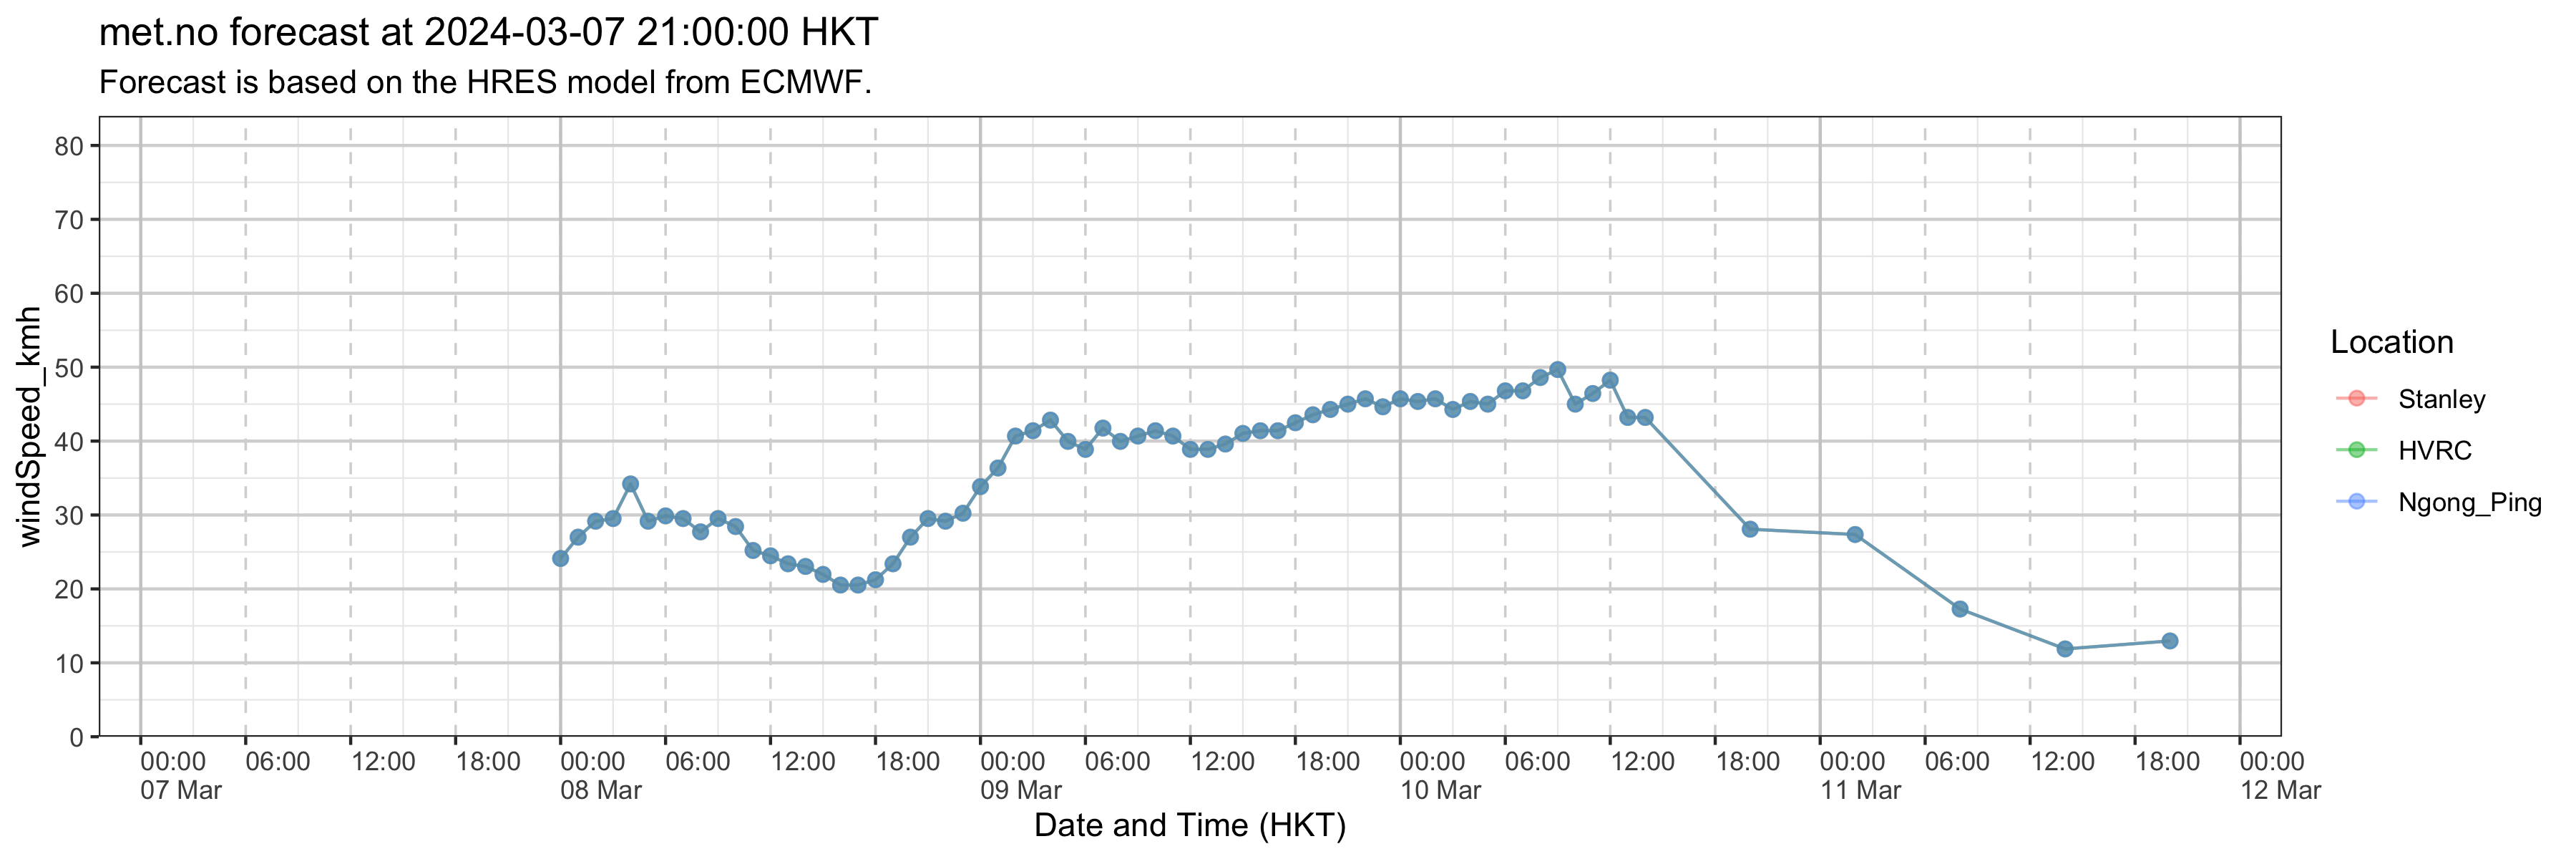 met.no forecast at 2024-03-07 21:00:00 HKT
Forecast is based on the HRES model from ECMWF.
windSpeed_kmh
80
70
60
50
40
30
20
10
0
00:00 06:00 12:00 18:00 00:00 06:00 12:00 18:00 00:00 06:00 12:00 18:00 00:00 06:00 12:00 18:00 00:00 06:00 12:00 18:00 00:00
07 Mar 08 Mar 09 Mar 10 Mar 11 Mar 12 Mar
Date and Time (HKT)
Location
Stanley
HVRC
Ngong_Ping